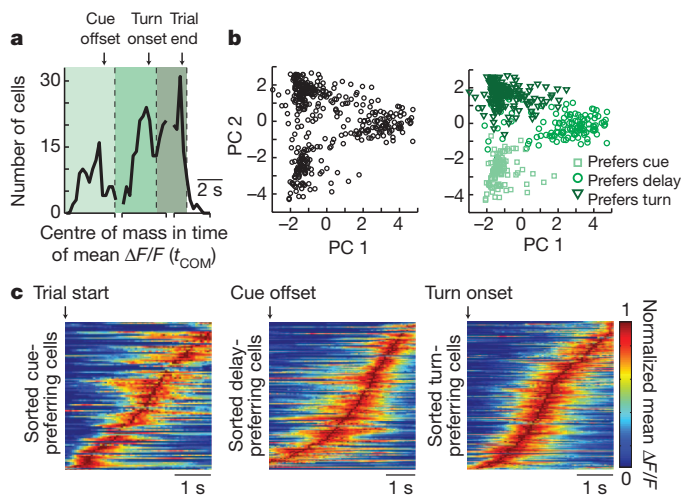 a
Cue offset
Turn onset
Trial end
Number of cells
30
15
0
2 s
Centre of mass in time
of mean ΔF/F (tCOM)
b
PC 2
2
0
−2
−4
−2 0 2 4
PC 1
2
0
−2
−4
Prefers cue
Prefers delay
Prefers turn
−2 0 2 4
PC 1
c
Trial start
Sorted cue-
preferring cells
1 s
Cue offset
Sorted delay-
preferring cells
1 s
Turn onset
Sorted turn-
preferring cells
1 s
1
0
Normalized mean ΔF/F